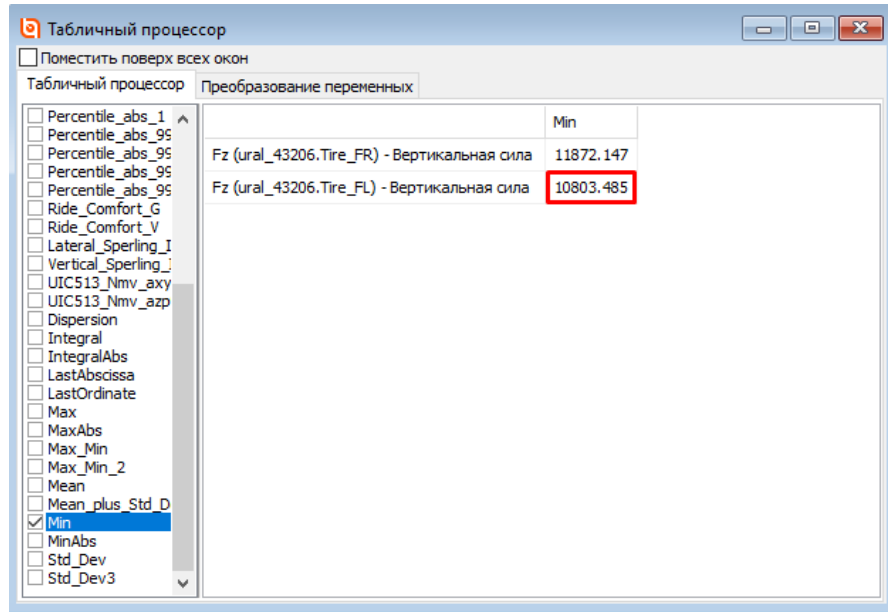 Табличный процессор
Поместить поверх всех окон
Табличный процессор Преобразование переменных
Percentile_abs_1
Percentile_abs_99
Percentile_abs_99
Percentile_abs_99
Percentile_abs_99
Ride_Comfort_G
Ride_Comfort_V
Lateral_Sperling_I
Vertical_Sperling_I
UIC513_Nmv_axy
UIC513_Nmv_azp
Dispersion
Integral
IntegralAbs
LastAbscissa
LastOrdinate
Max
MaxAbs
Max_Min
Max_Min_2
Mean
Mean_plus_Std_D
Min
MinAbs
Std_Dev
Std_Dev3
Min
Fz (ural_43206.Tire_FR) - Вертикальная сила 11872.147
Fz (ural_43206.Tire_FL) - Вертикальная сила 10803.485